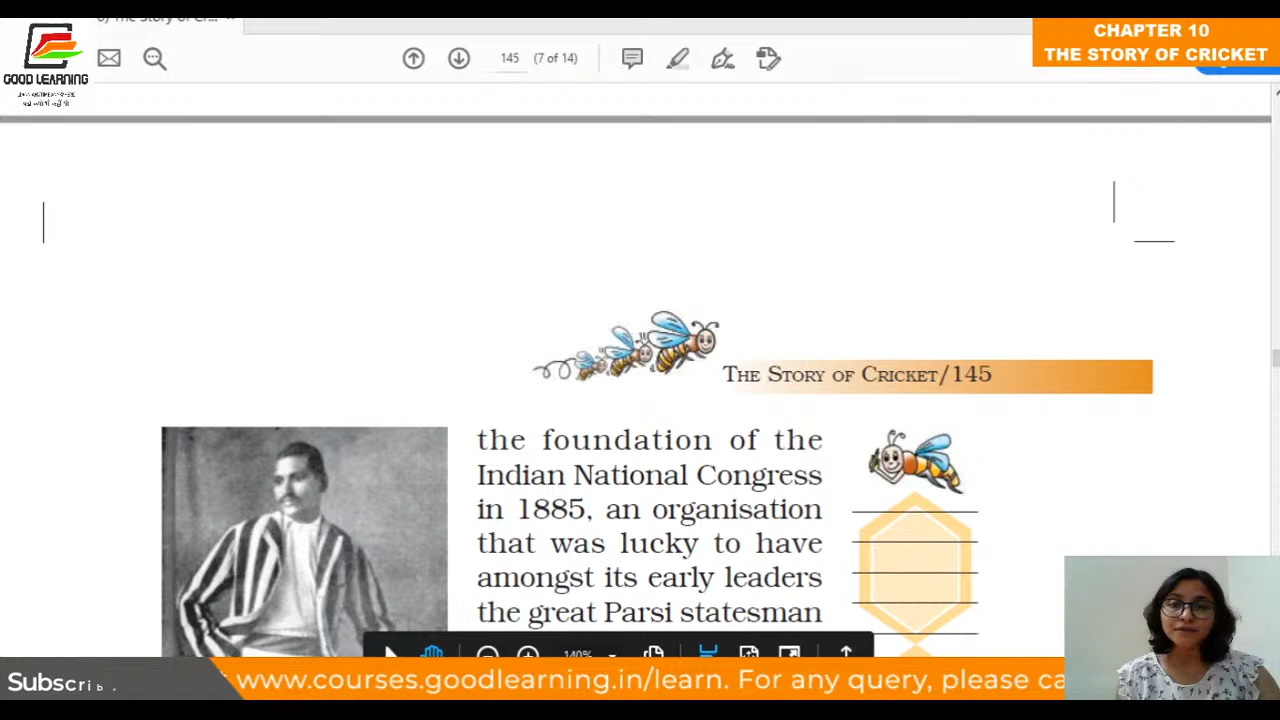 CHAPTER 10
THE STORY OF CRICKET
GOOD LEARNING
145 (7 of 14)
THE STORY OF CRICKET/145
the foundation of the
Indian National Congress
in 1885, an organisation
that was lucky to have
amongst its early leaders
the great Parsi statesman
140%
Subscrib
www.courses.goodlearning.in/learn. For any query, please ca